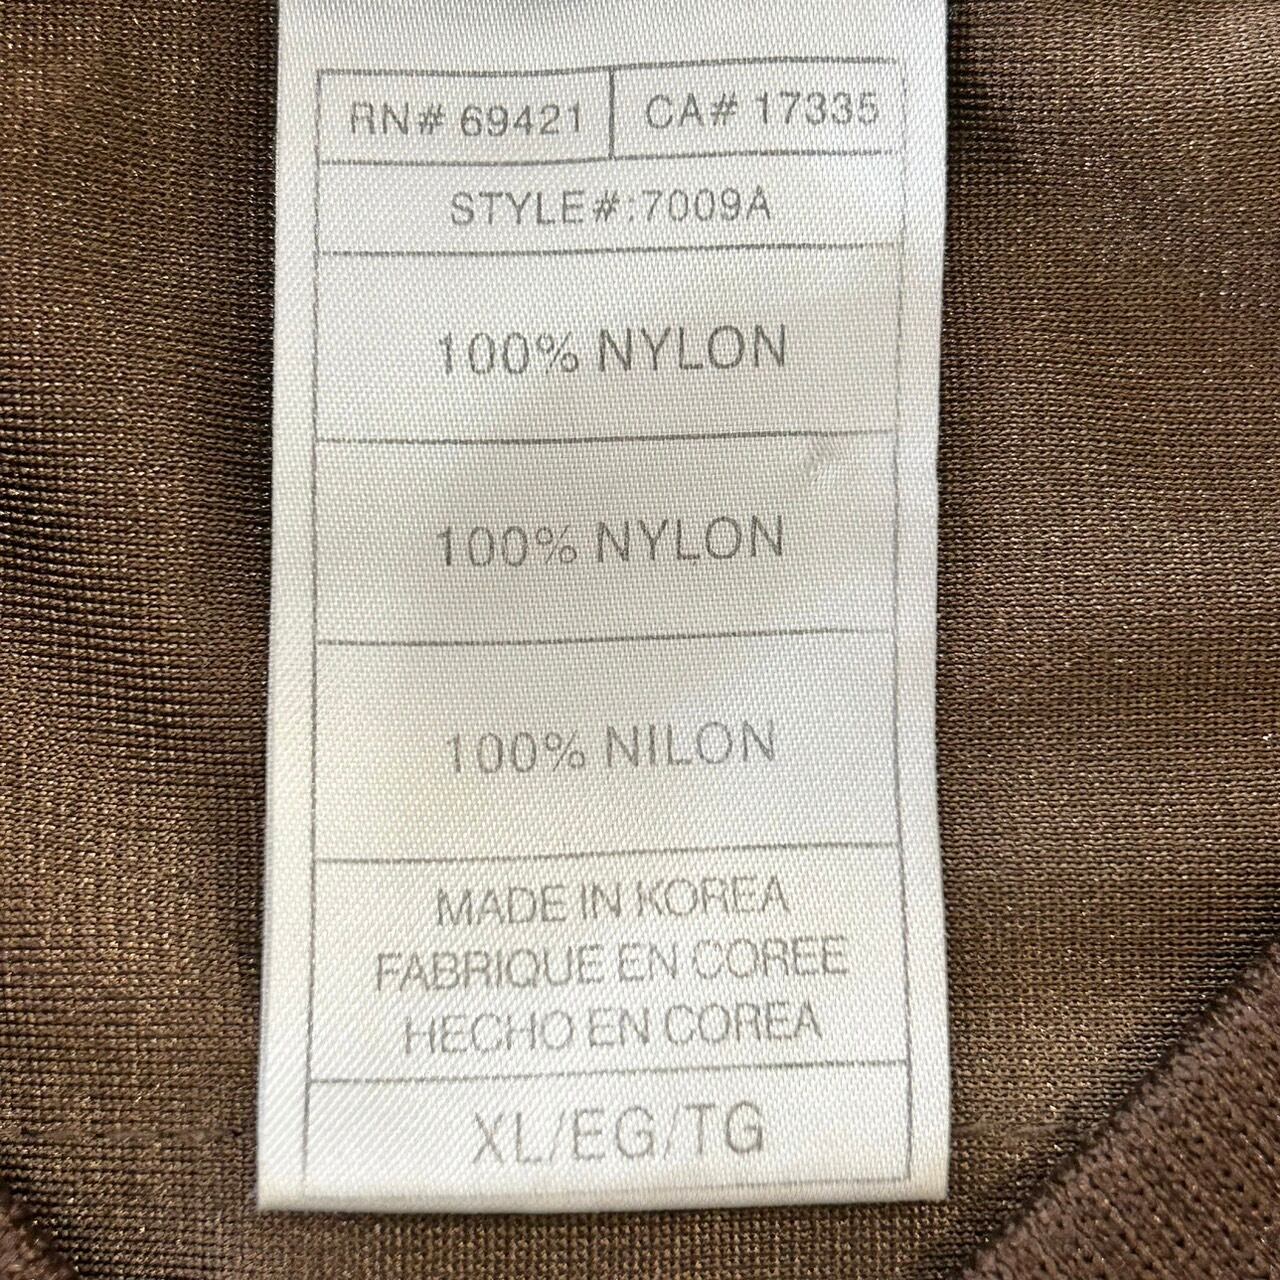 RN# 69421 CA# 17335
STYLE#:7009A
100% NYLON
100% NYLON
100% NILON
MADE IN KOREA
FABRIQUE EN COREE
HECHO EN COREA
XL/EG/TG